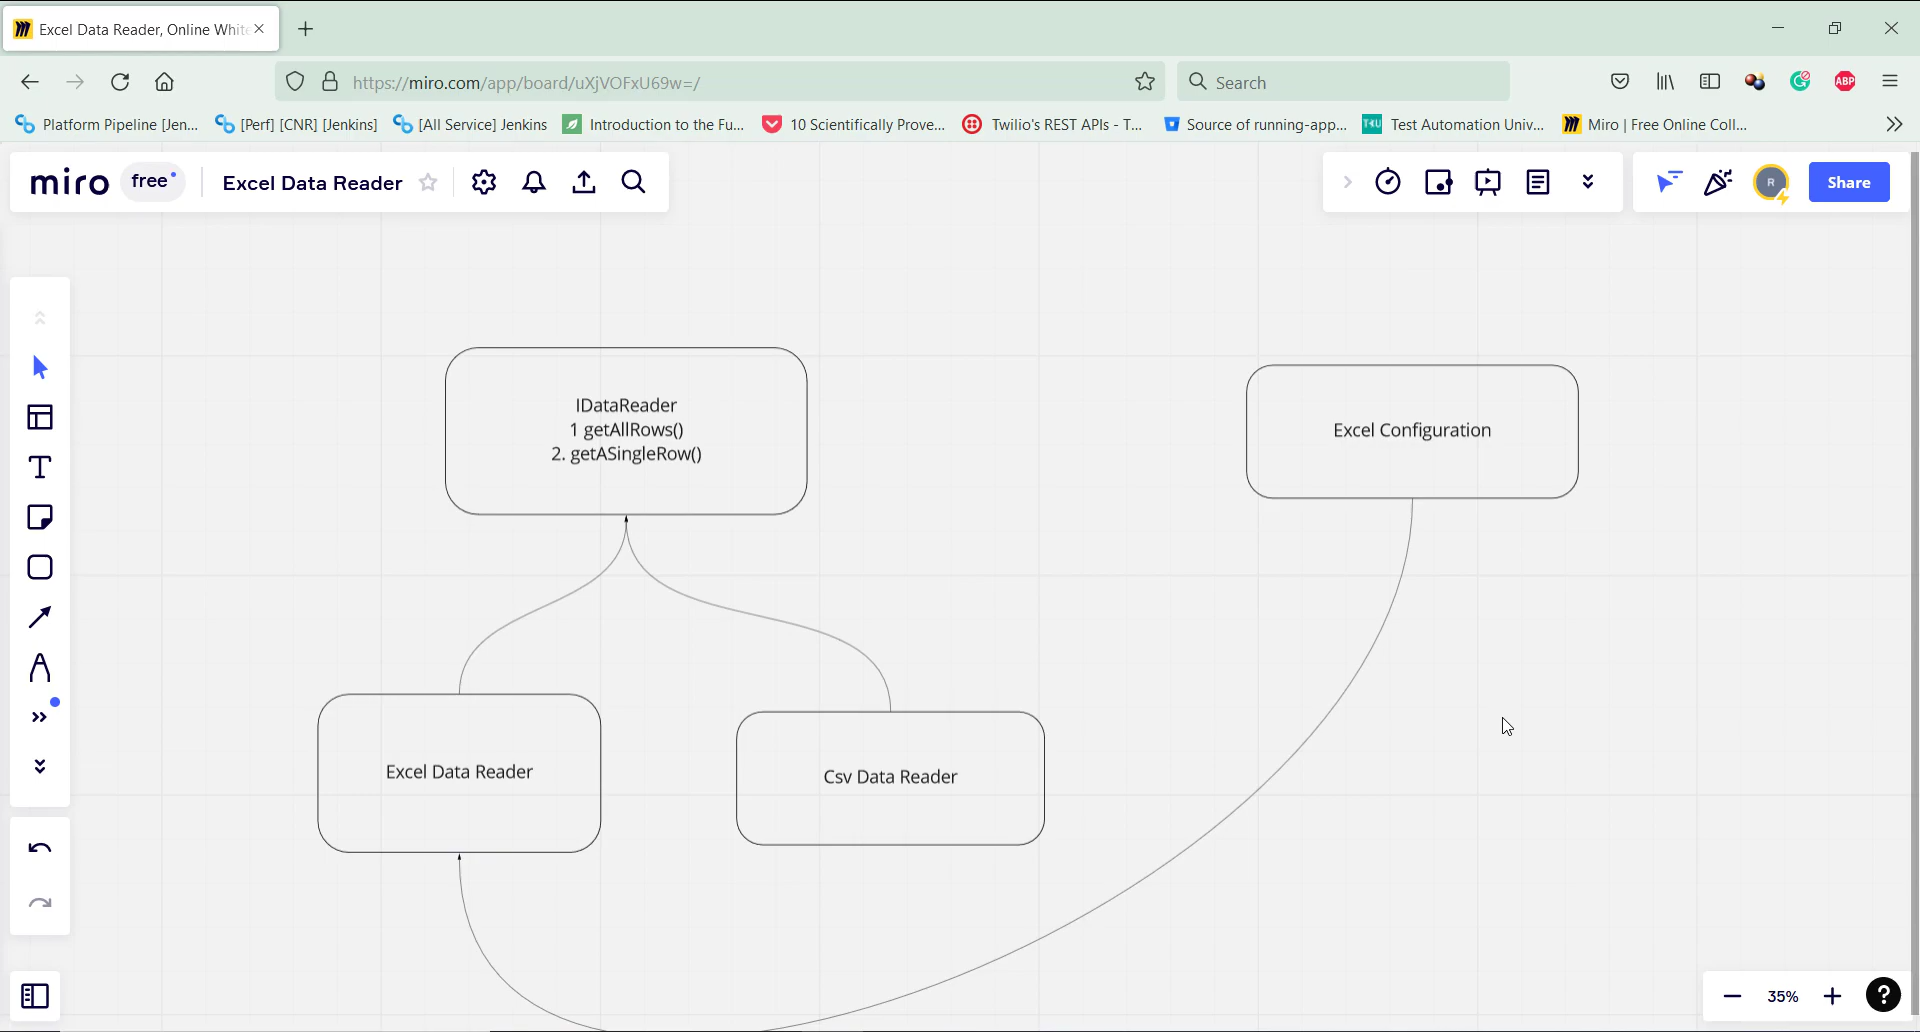 Excel Data Reader, Online White
https://miro.com/app/board/uXjVOFxU69w=/
Search
ABP
Platform Pipeline [Jen...
[Perf] [CNR] [Jenkins]
[All Service] Jenkins
Introduction to the Fu...
10 Scientifically Prove...
Twilio's REST APIs - T...
Source of running-app...
TAU
Test Automation Univ...
Miro | Free Online Coll...
miro
free
Excel Data Reader
R
Share
IDataReader
1 getAllRows()
2. getASingleRow()
Excel Configuration
Excel Data Reader
Csv Data Reader
35%
?